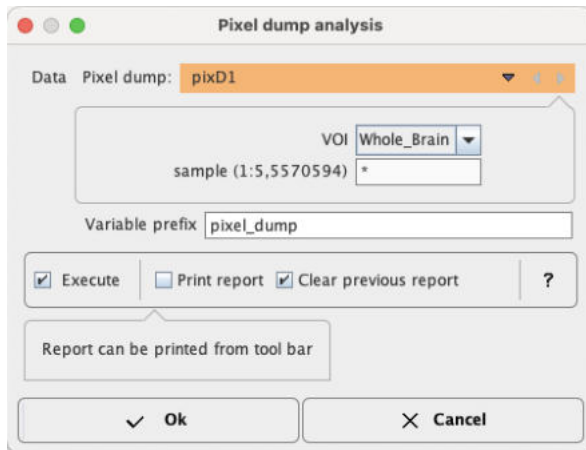 Pixel dump analysis
Data Pixel dump: pixD1
VOI Whole_Brain
sample (1:5,5570594) *
Variable prefix pixel_dump
Execute Print report Clear previous report ?
Report can be printed from tool bar
Ok Cancel